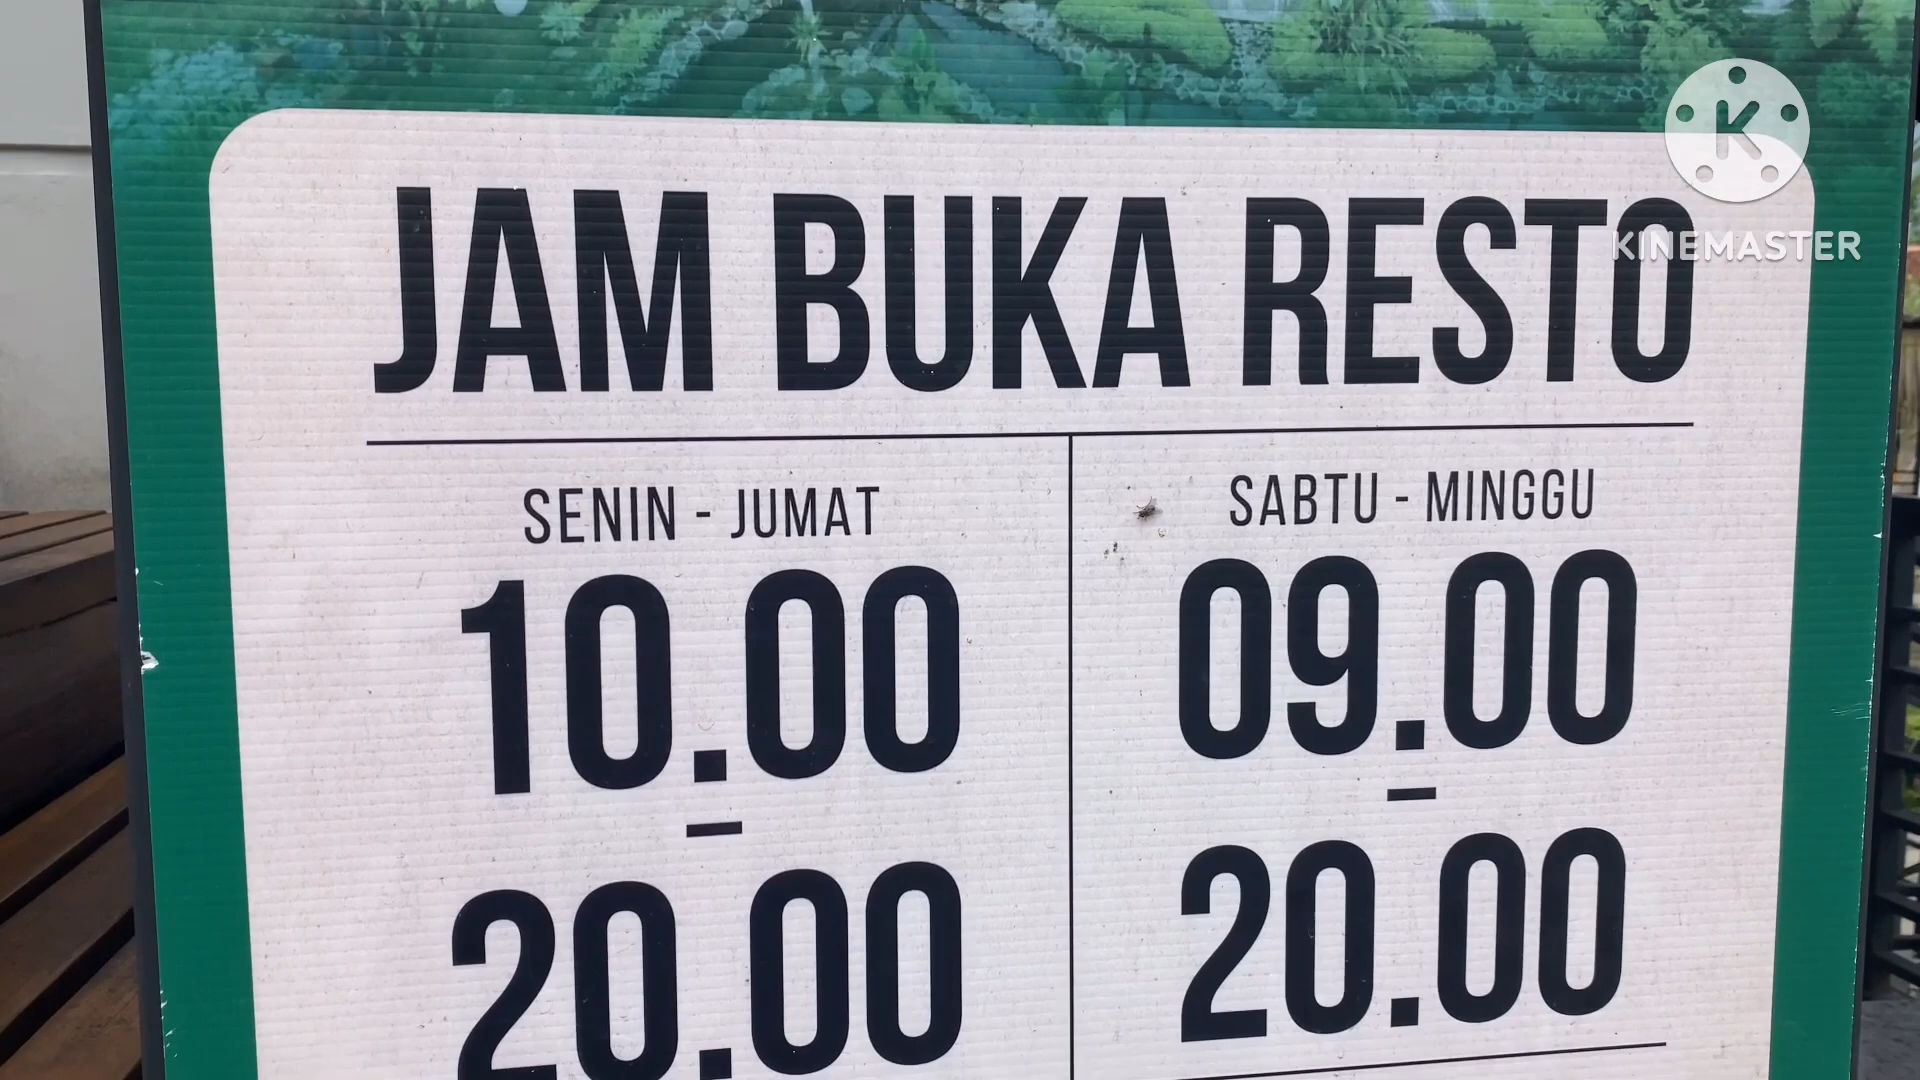 JAM BUKA RESTO
KINEMASTER
SENIN - JUMAT
10.00
-
20.00
SABTU - MINGGU
09.00
-
20.00